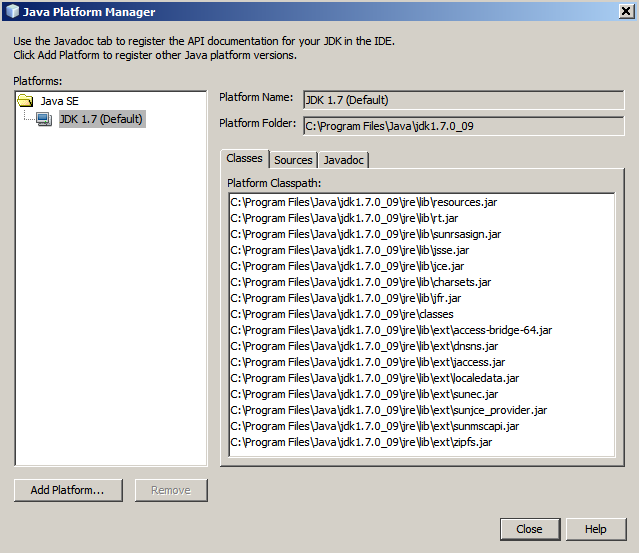 Java Platform Manager
Use the Javadoc tab to register the API documentation for your JDK in the IDE.
Click Add Platform to register other Java platform versions.
Platforms:
Java SE
JDK 1.7 (Default)
Platform Name: JDK 1.7 (Default)
Platform Folder: C:\Program Files\Java\jdk1.7.0_09
Classes Sources Javadoc
Platform Classpath:
C:\Program Files\Java\jdk1.7.0_09\jre\lib\resources.jar
C:\Program Files\Java\jdk1.7.0_09\jre\lib\rt.jar
C:\Program Files\Java\jdk1.7.0_09\jre\lib\sunrsasign.jar
C:\Program Files\Java\jdk1.7.0_09\jre\lib\jsse.jar
C:\Program Files\Java\jdk1.7.0_09\jre\lib\jce.jar
C:\Program Files\Java\jdk1.7.0_09\jre\lib\charsets.jar
C:\Program Files\Java\jdk1.7.0_09\jre\lib\jfr.jar
C:\Program Files\Java\jdk1.7.0_09\jre\classes
C:\Program Files\Java\jdk1.7.0_09\jre\lib\ext\access-bridge-64.jar
C:\Program Files\Java\jdk1.7.0_09\jre\lib\ext\dnsns.jar
C:\Program Files\Java\jdk1.7.0_09\jre\lib\ext\jaccess.jar
C:\Program Files\Java\jdk1.7.0_09\jre\lib\ext\localedata.jar
C:\Program Files\Java\jdk1.7.0_09\jre\lib\ext\sunec.jar
C:\Program Files\Java\jdk1.7.0_09\jre\lib\ext\sunjce_provider.jar
C:\Program Files\Java\jdk1.7.0_09\jre\lib\ext\sunmscapi.jar
C:\Program Files\Java\jdk1.7.0_09\jre\lib\ext\zipfs.jar
Add Platform... Remove
Close Help